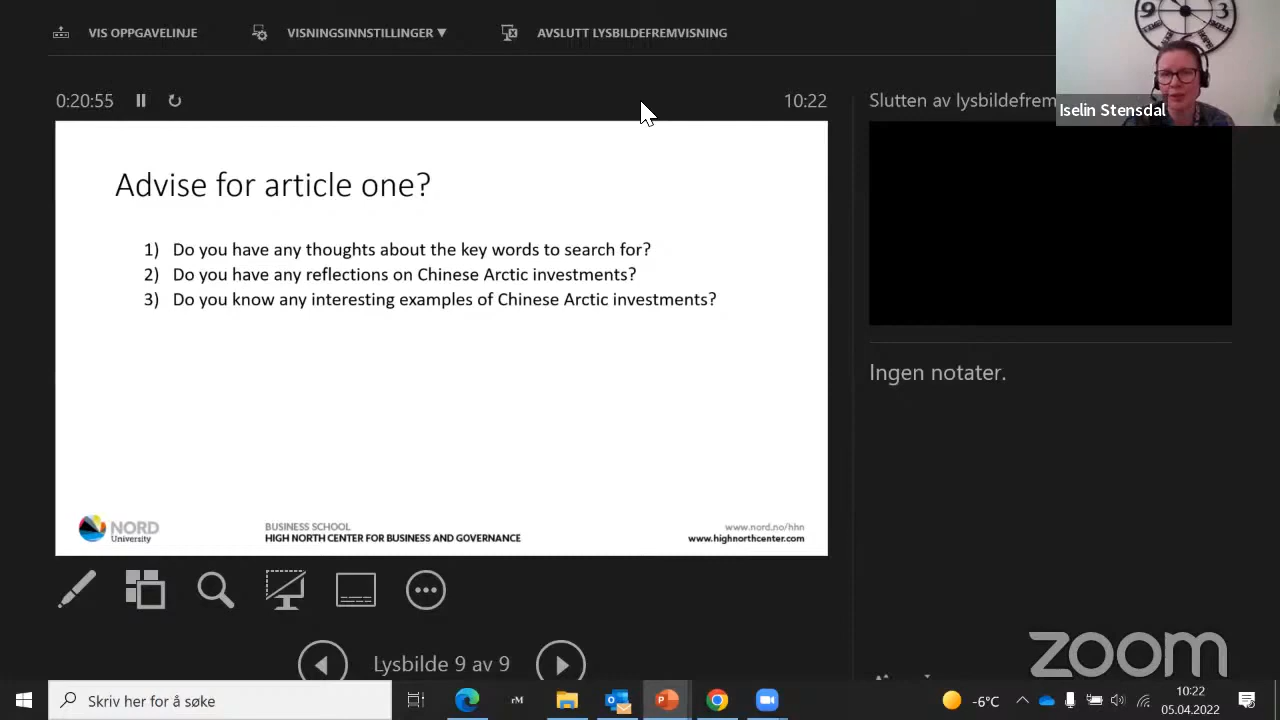 VIS OPPGAVELINJE
VISNINGSINNSTILLINGER ▼
AVSLUTT LYSBILDEFREMVISNING
9 3
Iselin Stensdal
0:20:55
10:22
Slutten av lysbildefrem
Advise for article one?
1) Do you have any thoughts about the key words to search for?
2) Do you have any reflections on Chinese Arctic investments?
3) Do you know any interesting examples of Chinese Arctic investments?
Ingen notater.
NORD
University
BUSINESS SCHOOL
HIGH NORTH CENTER FOR BUSINESS AND GOVERNANCE
www.nord.no/hhn
www.highnorthcenter.com
Lysbilde 9 av 9
zoom
Skriv her for å søke
rM
-6°C
10:22
05.04.2022